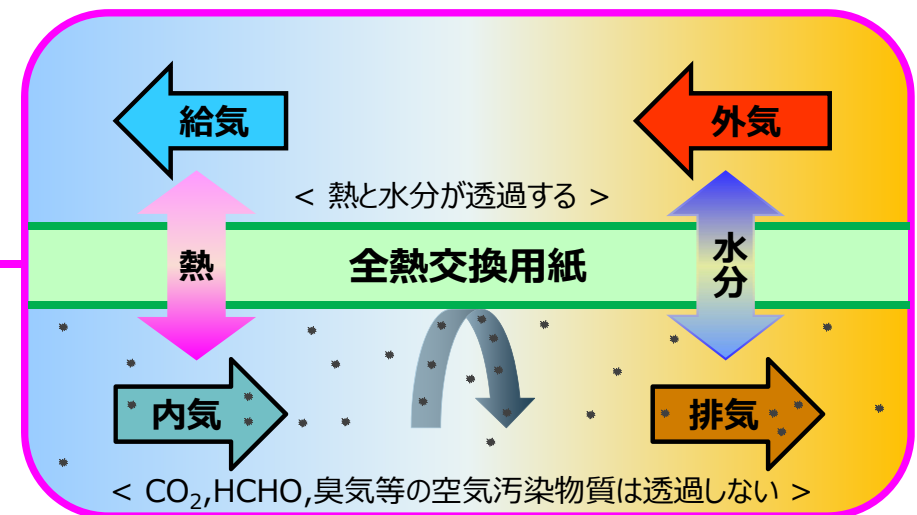 給気
外気
< 熱と水分が透過する >
熱
全熱交換用紙
水分
内気
排気
< CO₂,HCHO,臭気等の空気汚染物質は透過しない >